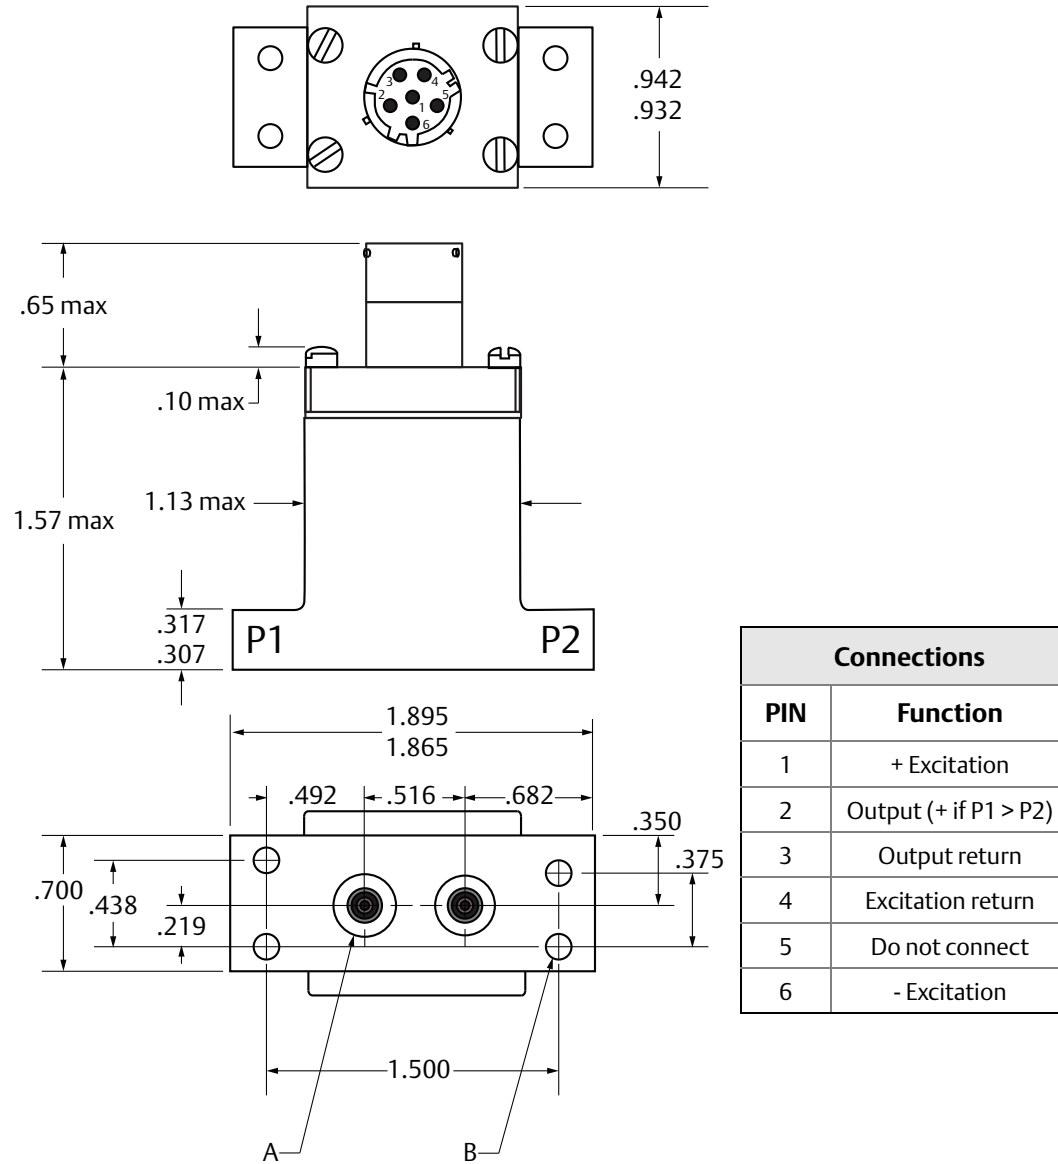 3
4
2
1
5
6
.942
.932
.65 max
.10 max
1.13 max
1.57 max
.317
.307
P1
P2
1.895
1.865
.492
.516
.682
.350
.375
.700
.438
.219
1.500
A
B
Connections
PIN Function
1 + Excitation
2 Output (+ if P1 > P2)
3 Output return
4 Excitation return
5 Do not connect
6 - Excitation